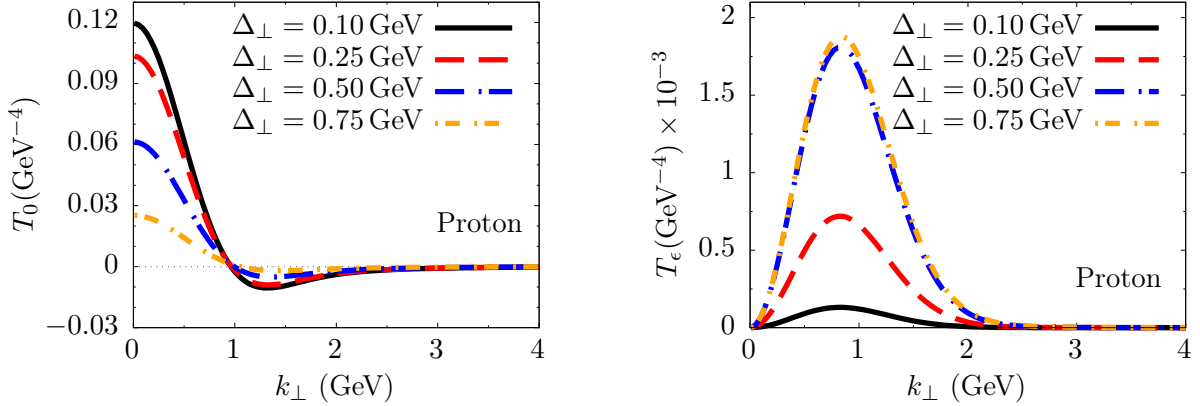 T₀(GeV⁻⁴)
0.12
0.09
0.06
0.03
0
−0.03
Δ⊥ = 0.10 GeV
Δ⊥ = 0.25 GeV
Δ⊥ = 0.50 GeV
Δ⊥ = 0.75 GeV
Proton
0 1 2 3 4
k⊥ (GeV)
Tϵ(GeV⁻⁴) × 10⁻³
2
1.5
1
0.5
0
Δ⊥ = 0.10 GeV
Δ⊥ = 0.25 GeV
Δ⊥ = 0.50 GeV
Δ⊥ = 0.75 GeV
Proton
0 1 2 3 4
k⊥ (GeV)